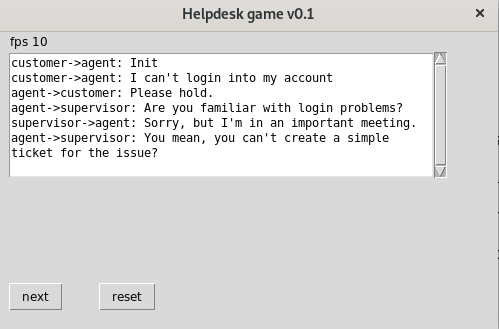 Helpdesk game v0.1
fps 10
customer->agent: Init
customer->agent: I can't login into my account
agent->customer: Please hold.
agent->supervisor: Are you familiar with login problems?
supervisor->agent: Sorry, but I'm in an important meeting.
agent->supervisor: You mean, you can't create a simple
ticket for the issue?
next
reset